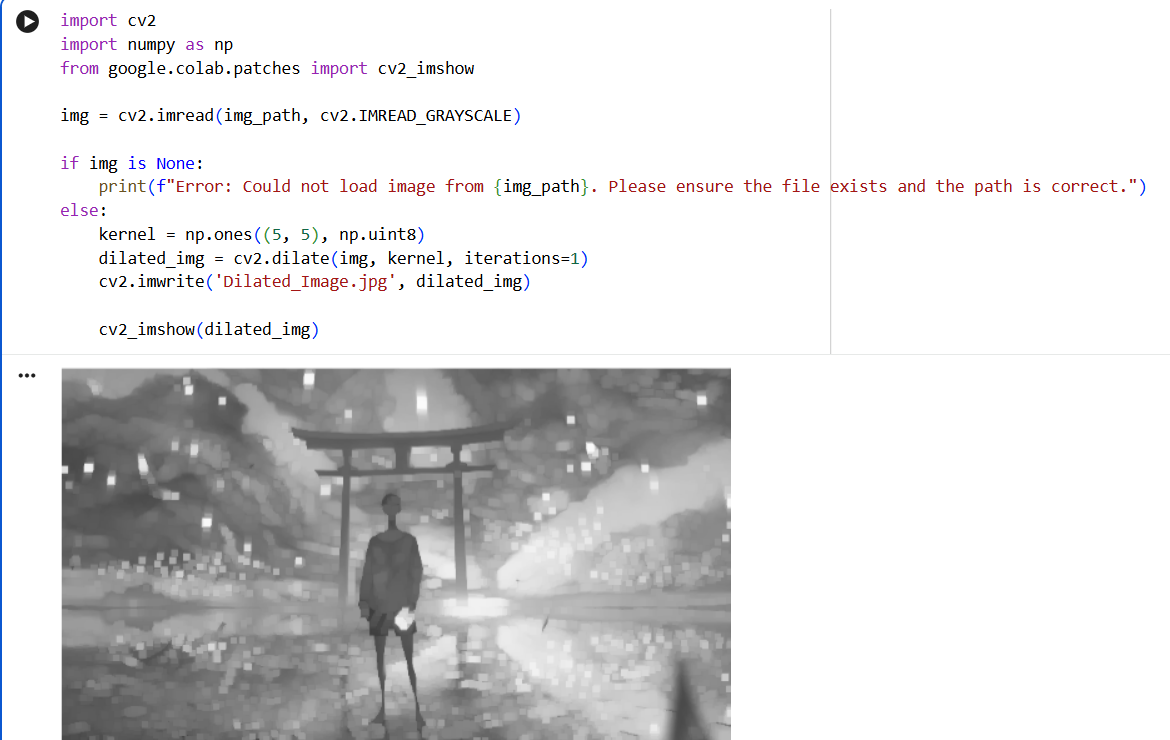 import cv2
import numpy as np
from google.colab.patches import cv2_imshow
img = cv2.imread(img_path, cv2.IMREAD_GRAYSCALE)
if img is None:
print(f"Error: Could not load image from {img_path}. Please ensure the file exists and the path is correct.")
else:
kernel = np.ones((5, 5), np.uint8)
dilated_img = cv2.dilate(img, kernel, iterations=1)
cv2.imwrite('Dilated_Image.jpg', dilated_img)
cv2_imshow(dilated_img)